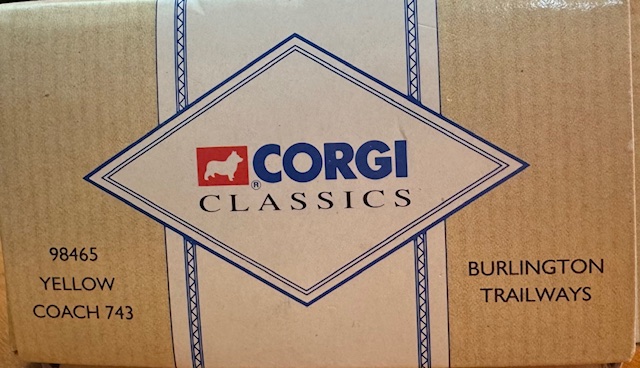 CORGI
®
CLASSICS
98465
YELLOW
COACH 743
BURLINGTON
TRAILWAYS